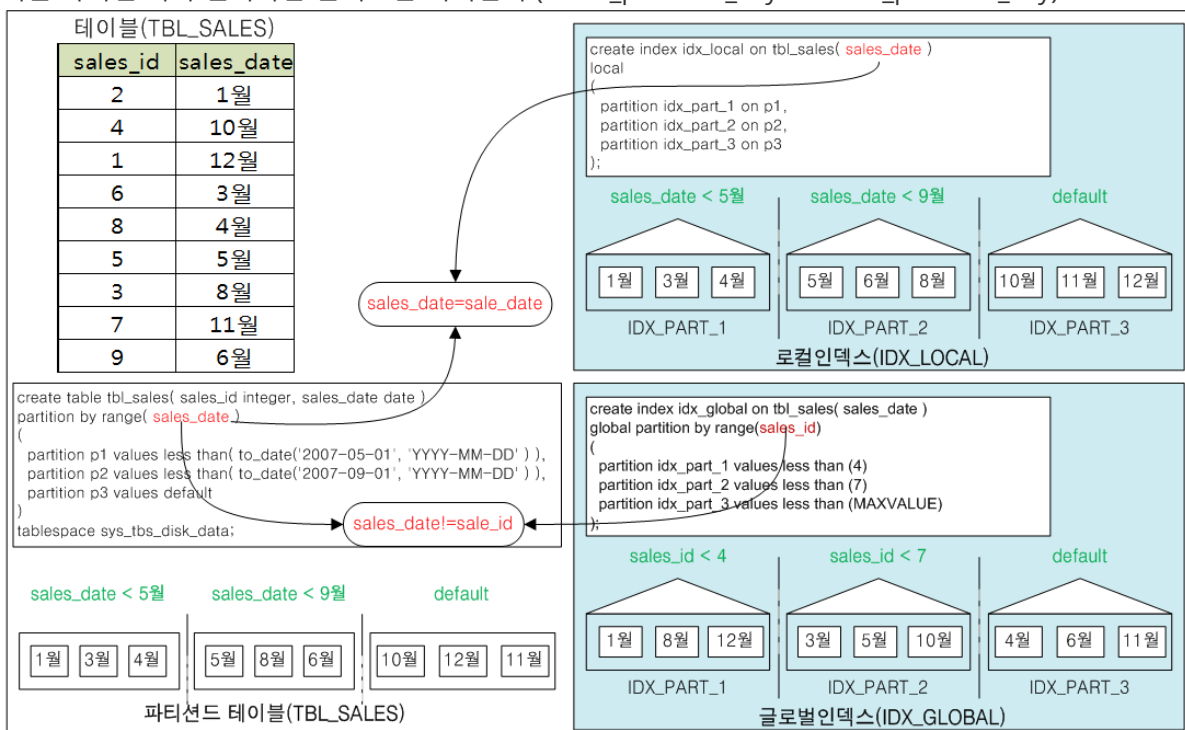 테이블(TBL_SALES)
sales_id sales_date
2 1월
4 10월
1 12월
6 3월
8 4월
5 5월
3 8월
7 11월
9 6월
create index idx_local on tbl_sales( sales_date )
local
(
partition idx_part_1 on p1,
partition idx_part_2 on p2,
partition idx_part_3 on p3
);
sales_date < 5월 sales_date < 9월 default
1월 3월 4월 5월 6월 8월 10월 11월 12월
IDX_PART_1 IDX_PART_2 IDX_PART_3
로컬인덱스(IDX_LOCAL)
sales_date=sale_date
create table tbl_sales( sales_id integer, sales_date date )
partition by range( sales_date )
(
partition p1 values less than( to_date('2007-05-01', 'YYYY-MM-DD' ) ),
partition p2 values less than( to_date('2007-09-01', 'YYYY-MM-DD' ) ),
partition p3 values default
)
tablespace sys_tbs_disk_data;
sales_date!=sale_id
create index idx_global on tbl_sales( sales_date )
global partition by range(sales_id)
(
partition idx_part_1 values less than (4)
partition idx_part_2 values less than (7)
partition idx_part_3 values less than (MAXVALUE)
);
sales_date < 5월 sales_date < 9월 default
1월 3월 4월 5월 8월 6월 10월 12월 11월
파티션드 테이블(TBL_SALES)
sales_id < 4 sales_id < 7 default
1월 8월 12월 3월 5월 10월 4월 6월 11월
IDX_PART_1 IDX_PART_2 IDX_PART_3
글로벌인덱스(IDX_GLOBAL)